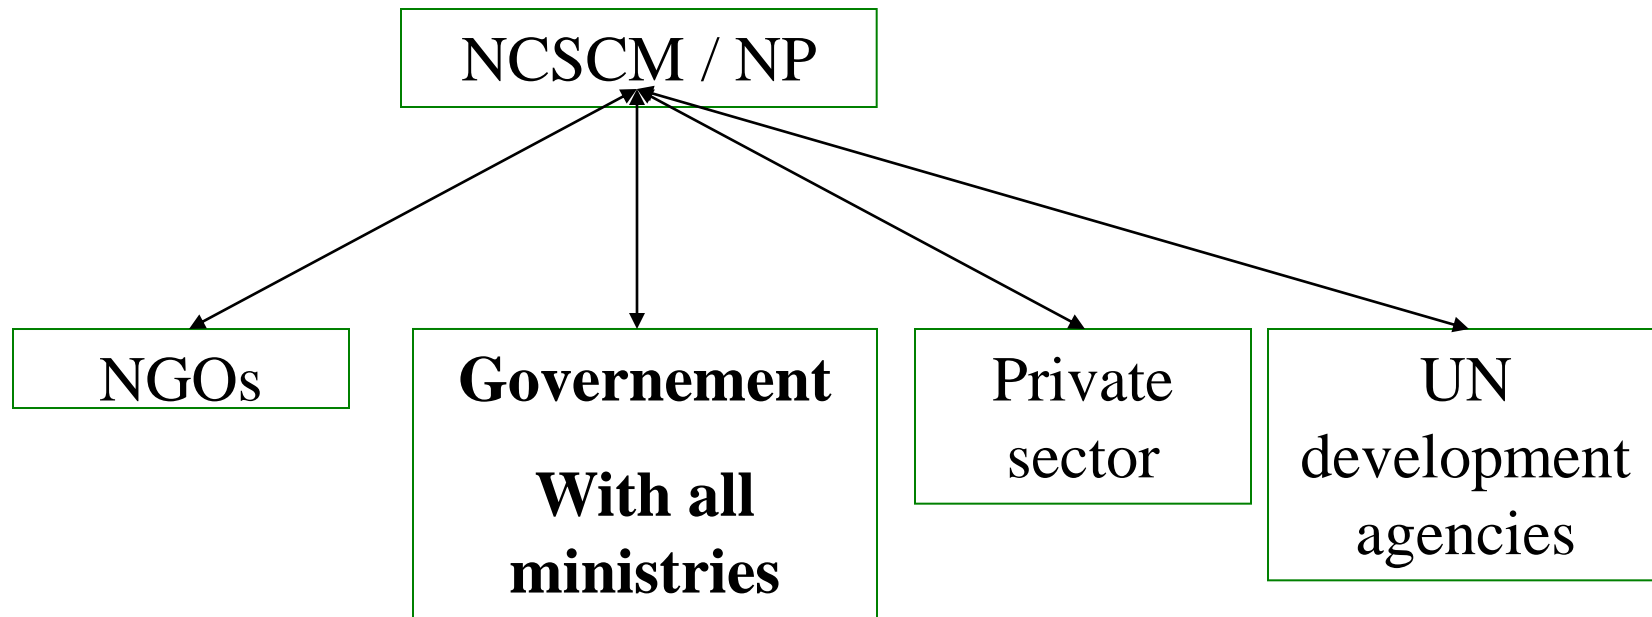 NCSCM / NP
NGOs
Governement
With all
ministries
Private
sector
UN
development
agencies